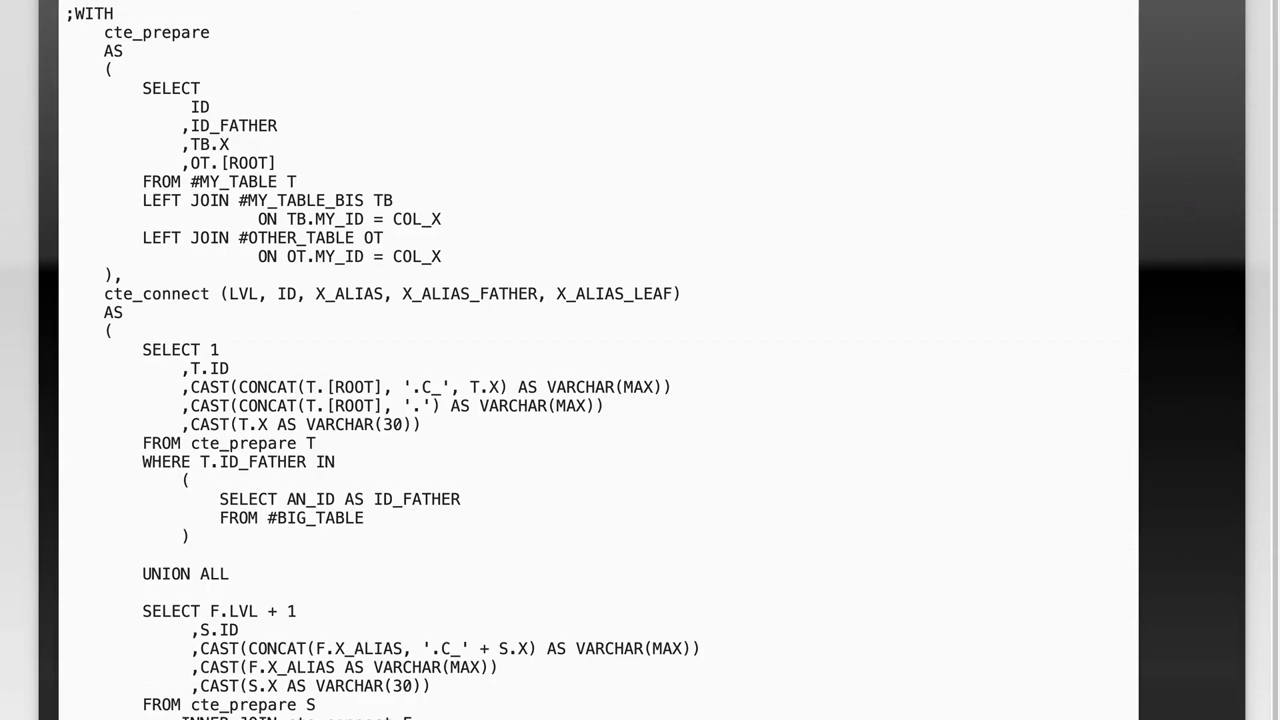 ;WITH
cte_prepare
AS
(
SELECT
ID
,ID_FATHER
,TB.X
,OT.[ROOT]
FROM #MY_TABLE T
LEFT JOIN #MY_TABLE_BIS TB
ON TB.MY_ID = COL_X
LEFT JOIN #OTHER_TABLE OT
ON OT.MY_ID = COL_X
),
cte_connect (LVL, ID, X_ALIAS, X_ALIAS_FATHER, X_ALIAS_LEAF)
AS
(
SELECT 1
,T.ID
,CAST(CONCAT(T.[ROOT], '.C_', T.X) AS VARCHAR(MAX))
,CAST(CONCAT(T.[ROOT], '.') AS VARCHAR(MAX))
,CAST(T.X AS VARCHAR(30))
FROM cte_prepare T
WHERE T.ID_FATHER IN
(
SELECT AN_ID AS ID_FATHER
FROM #BIG_TABLE
)
UNION ALL
SELECT F.LVL + 1
,S.ID
,CAST(CONCAT(F.X_ALIAS, '.C_' + S.X) AS VARCHAR(MAX))
,CAST(F.X_ALIAS AS VARCHAR(MAX))
,CAST(S.X AS VARCHAR(30))
FROM cte_prepare S
INNER JOIN cte_connect F